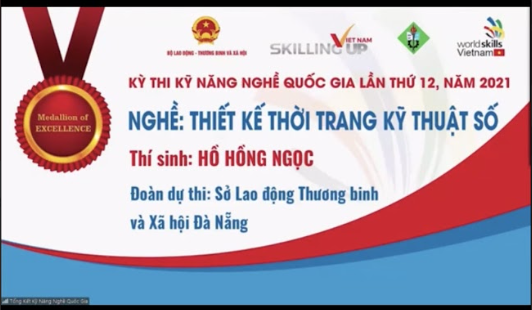 BỘ LAO ĐỘNG - THƯƠNG BINH VÀ XÃ HỘI
VIET NAM
SKILLING UP
worldskills
Vietnam
KỲ THI KỸ NĂNG NGHỀ QUỐC GIA LẦN THỨ 12, NĂM 2021
Medallion of
EXCELLENCE
NGHỀ: THIẾT KẾ THỜI TRANG KỸ THUẬT SỐ
Thí sinh: HỒ HỒNG NGỌC
Đoàn dự thi: Sở Lao động Thương binh
và Xã hội Đà Nẵng
Tổng kết Kỹ Năng Nghề Quốc Gia